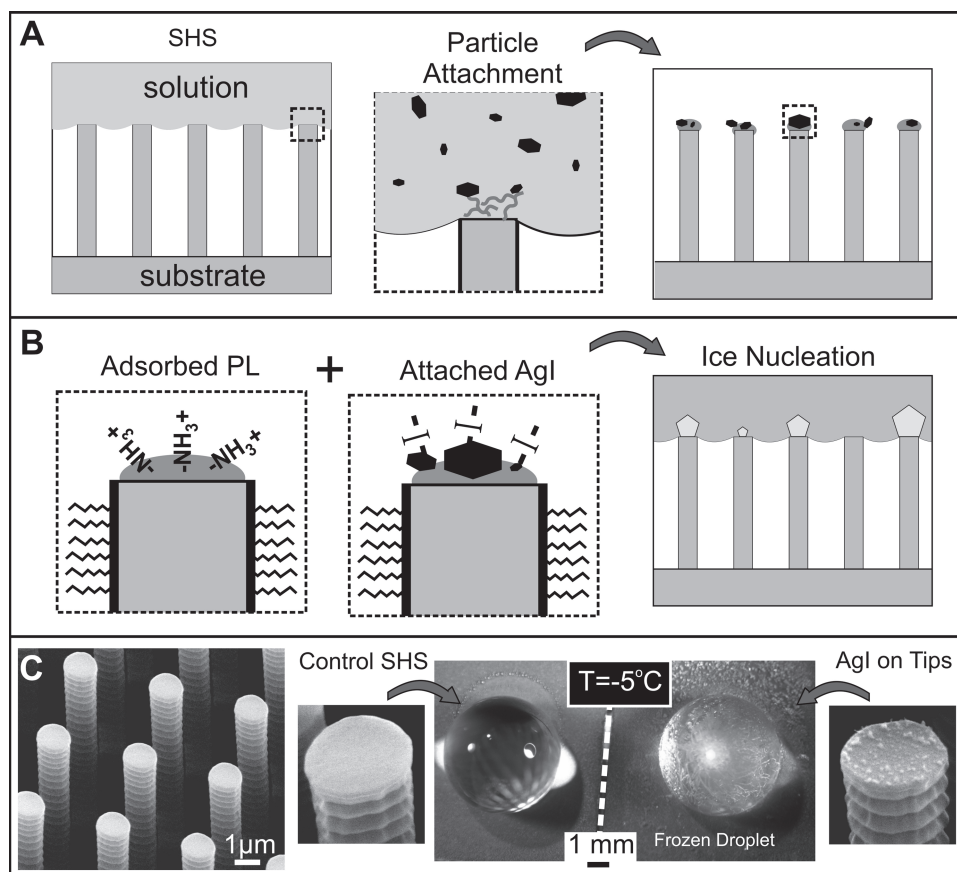 A
SHS
solution
substrate
Particle
Attachment
B
Adsorbed PL
+
Attached AgI
Ice Nucleation
-NH₃+
-NH₃+
-NH₃+
C
1µm
Control SHS
T=-5°C
1 mm
Frozen Droplet
AgI on Tips